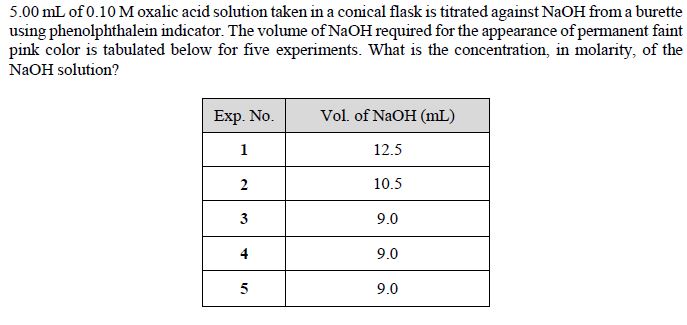 5.00 mL of 0.10 M oxalic acid solution taken in a conical flask is titrated against NaOH from a burette
using phenolphthalein indicator. The volume of NaOH required for the appearance of permanent faint
pink color is tabulated below for five experiments. What is the concentration, in molarity, of the
NaOH solution?
Exp. No. Vol. of NaOH (mL)
1 12.5
2 10.5
3 9.0
4 9.0
5 9.0